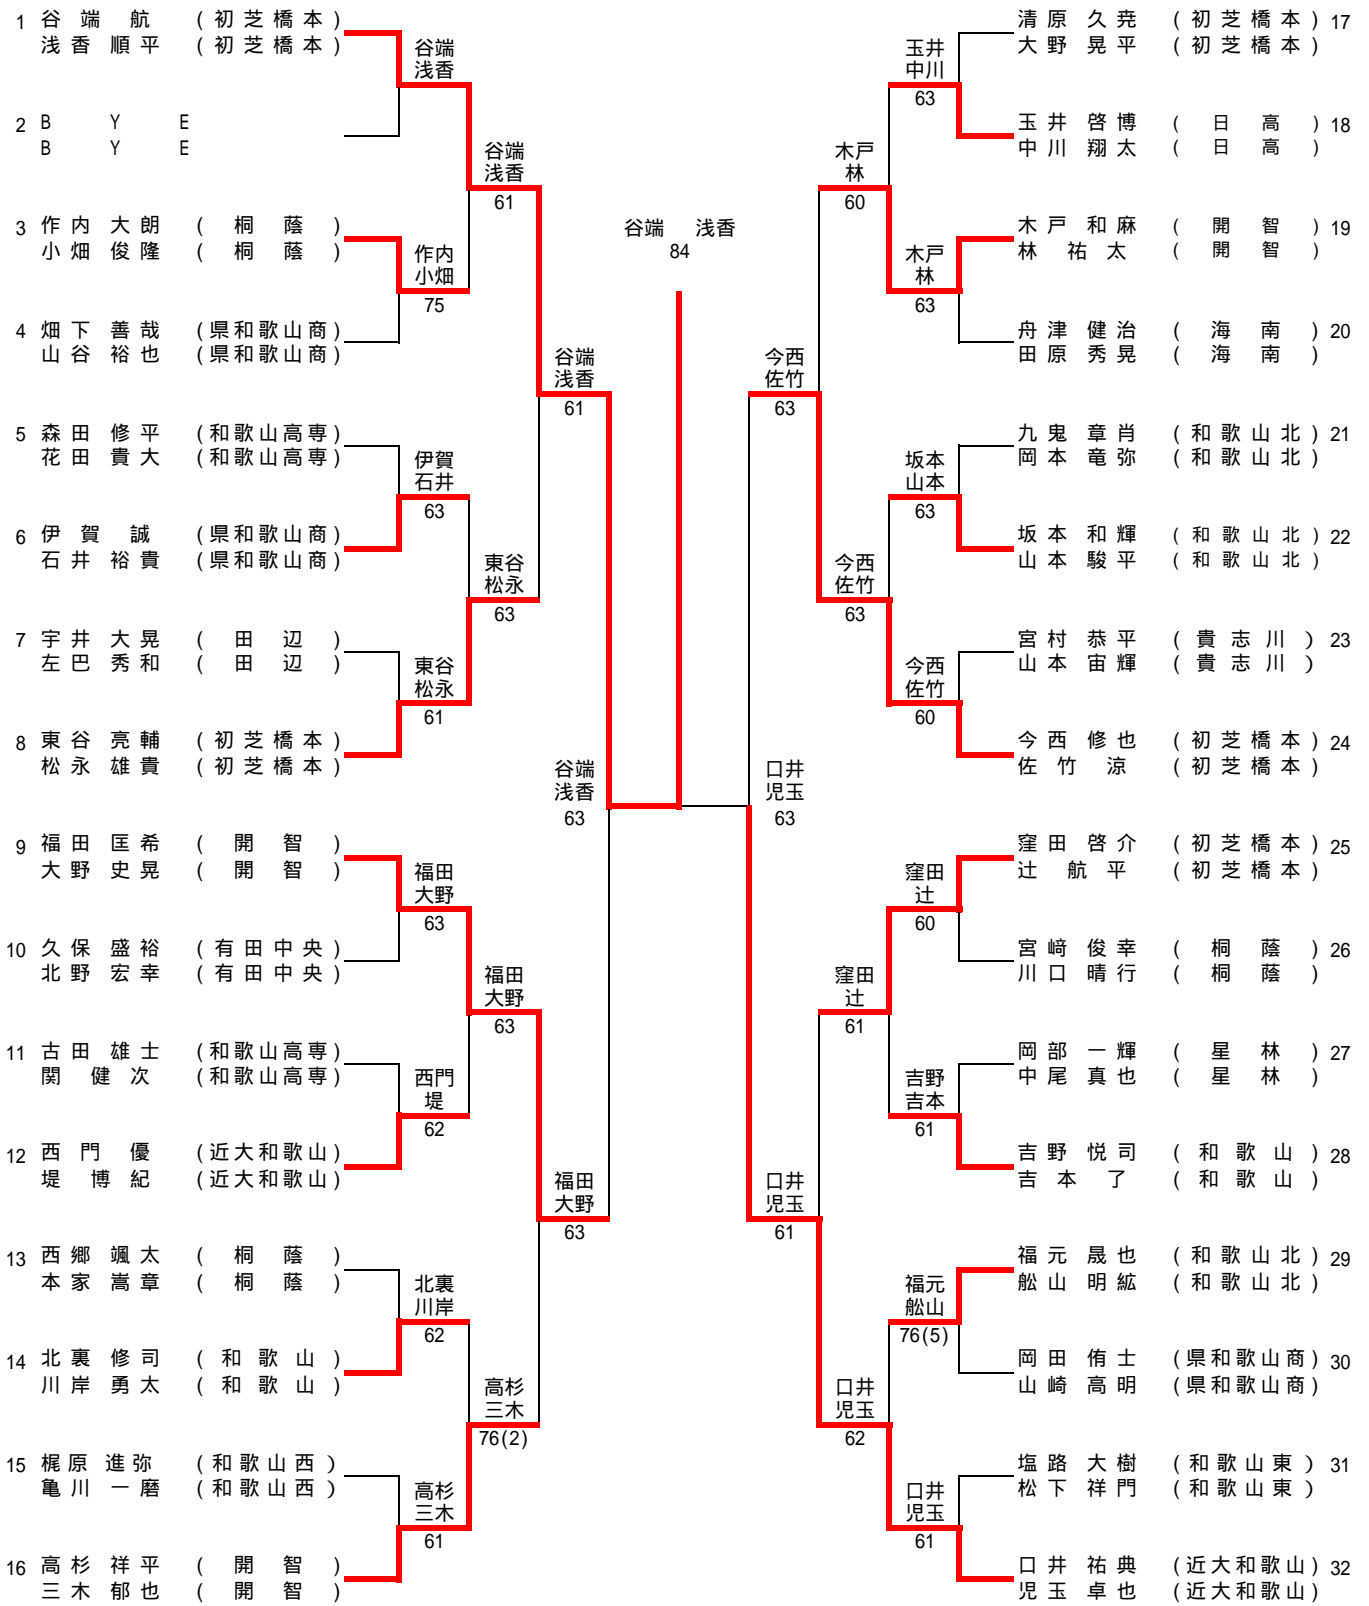 1 谷端 航 (初芝橋本)
浅香 順平 (初芝橋本)
2 B Y E
B Y E
3 作内 大朗 (桐蔭)
小畑 俊隆 (桐蔭)
4 畑下 善哉 (県和歌山商)
山谷 裕也 (県和歌山商)
5 森田 修平 (和歌山高専)
花田 貴大 (和歌山高専)
6 伊賀 誠 (県和歌山商)
石井 裕貴 (県和歌山商)
7 宇井 大晃 (田辺)
左巴 秀和 (田辺)
8 東谷 亮輔 (初芝橋本)
松永 雄貴 (初芝橋本)
9 福田 匡希 (開智)
大野 史晃 (開智)
10 久保 盛裕 (有田中央)
北野 宏幸 (有田中央)
11 古田 雄士 (和歌山高専)
関 健次 (和歌山高専)
12 西門 優 (近大和歌山)
堤 博紀 (近大和歌山)
13 西郷 颯太 (桐蔭)
本家 嵩章 (桐蔭)
14 北裏 修司 (和歌山)
川岸 勇太 (和歌山)
15 梶原 進弥 (和歌山西)
亀川 一磨 (和歌山西)
16 高杉 祥平 (開智)
三木 郁也 (開智)
谷端
浅香
作内
小畑
75
伊賀
石井
63
東谷
松永
61
福田
大野
63
西門
堤
62
北裏
川岸
62
高杉
三木
61
谷端
浅香
61
東谷
松永
63
福田
大野
63
高杉
三木
76(2)
谷端
浅香
61
福田
大野
63
谷端
浅香
63
谷端 浅香
84
口井
児玉
63
今西
佐竹
63
口井
児玉
61
木戸
林
60
今西
佐竹
63
窪田
辻
61
口井
児玉
62
玉井
中川
63
木戸
林
63
坂本
山本
63
今西
佐竹
60
窪田
辻
60
吉野
吉本
61
福元
舩山
76(5)
口井
児玉
61
清原 久尭 (初芝橋本) 17
大野 晃平 (初芝橋本)
玉井 啓博 (日高) 18
中川 翔太 (日高)
木戸 和麻 (開智) 19
林 祐太 (開智)
舟津 健治 (海南) 20
田原 秀晃 (海南)
九鬼 章肖 (和歌山北) 21
岡本 竜弥 (和歌山北)
坂本 和輝 (和歌山北) 22
山本 駿平 (和歌山北)
宮村 恭平 (貴志川) 23
山本 宙輝 (貴志川)
今西 修也 (初芝橋本) 24
佐竹 涼 (初芝橋本)
窪田 啓介 (初芝橋本) 25
辻 航平 (初芝橋本)
宮﨑 俊幸 (桐蔭) 26
川口 晴行 (桐蔭)
岡部 一輝 (星林) 27
中尾 真也 (星林)
吉野 悦司 (和歌山) 28
吉本 了 (和歌山)
福元 晟也 (和歌山北) 29
舩山 明紘 (和歌山北)
岡田 侑士 (県和歌山商) 30
山崎 高明 (県和歌山商)
塩路 大樹 (和歌山東) 31
松下 祥門 (和歌山東)
口井 祐典 (近大和歌山) 32
児玉 卓也 (近大和歌山)